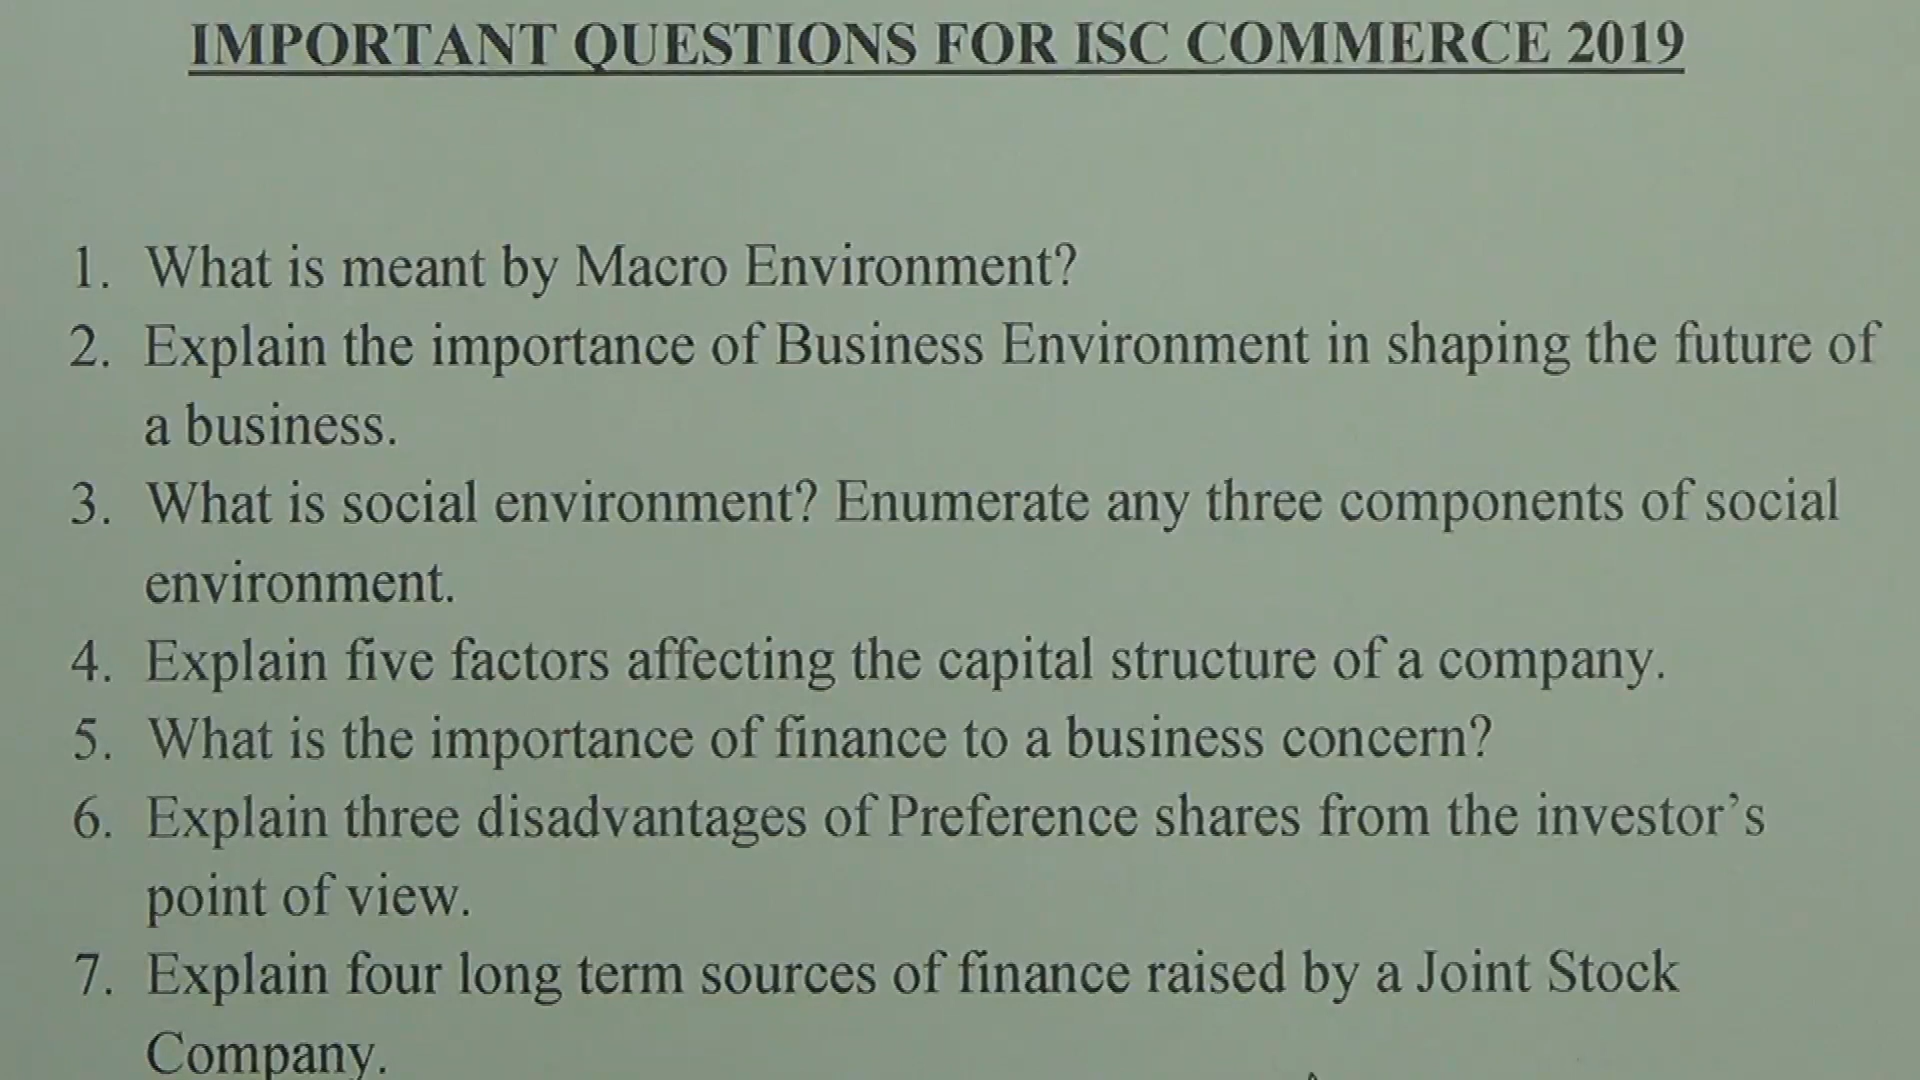 IMPORTANT QUESTIONS FOR ISC COMMERCE 2019
1. What is meant by Macro Environment?
2. Explain the importance of Business Environment in shaping the future of
a business.
3. What is social environment? Enumerate any three components of social
environment.
4. Explain five factors affecting the capital structure of a company.
5. What is the importance of finance to a business concern?
6. Explain three disadvantages of Preference shares from the investor’s
point of view.
7. Explain four long term sources of finance raised by a Joint Stock
Company.